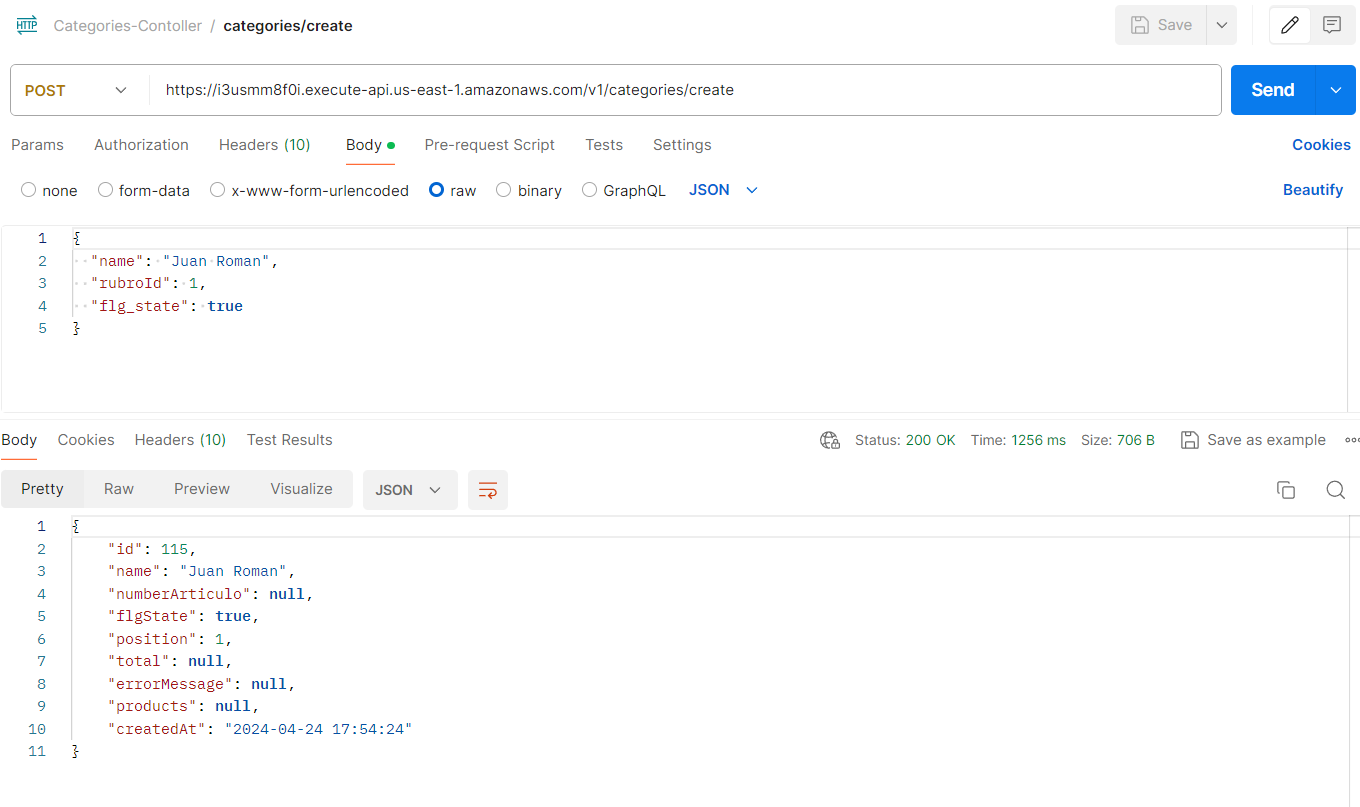 HTTP Categories-Contoller / categories/create Save
POST https://i3usmm8f0i.execute-api.us-east-1.amazonaws.com/v1/categories/create Send
Params Authorization Headers (10) Body Pre-request Script Tests Settings Cookies
none form-data x-www-form-urlencoded raw binary GraphQL JSON Beautify
1 {
2 "name": "Juan Roman",
3 "rubroId": 1,
4 "flg_state": true
5 }
Body Cookies Headers (10) Test Results Status: 200 OK Time: 1256 ms Size: 706 B Save as example
Pretty Raw Preview Visualize JSON
1 {
2 "id": 115,
3 "name": "Juan Roman",
4 "numberArticulo": null,
5 "flgState": true,
6 "position": 1,
7 "total": null,
8 "errorMessage": null,
9 "products": null,
10 "createdAt": "2024-04-24 17:54:24"
11 }